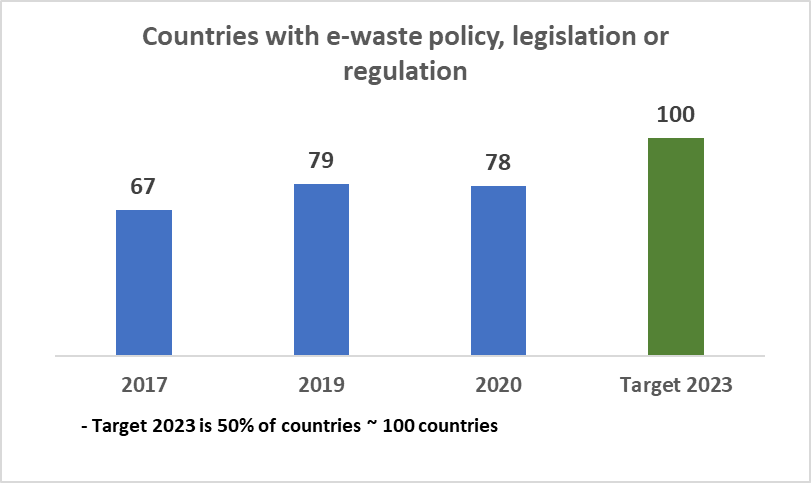 Countries with e-waste policy, legislation or
regulation
100
79
78
67
2017 2019 2020 Target 2023
- Target 2023 is 50% of countries ~ 100 countries